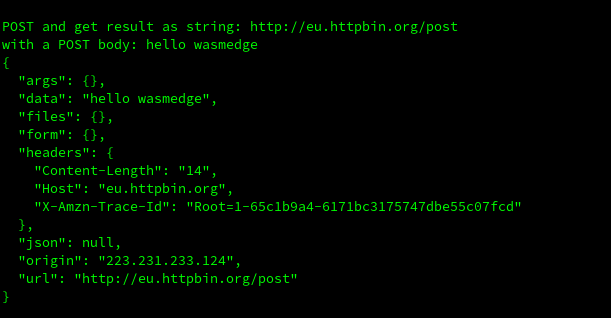 POST and get result as string: http://eu.httpbin.org/post
with a POST body: hello wasmedge
{
  "args": {},
  "data": "hello wasmedge",
  "files": {},
  "form": {},
  "headers": {
    "Content-Length": "14",
    "Host": "eu.httpbin.org",
    "X-Amzn-Trace-Id": "Root=1-65c1b9a4-6171bc3175747dbe55c07fcd"
  },
  "json": null,
  "origin": "223.231.233.124",
  "url": "http://eu.httpbin.org/post"
}